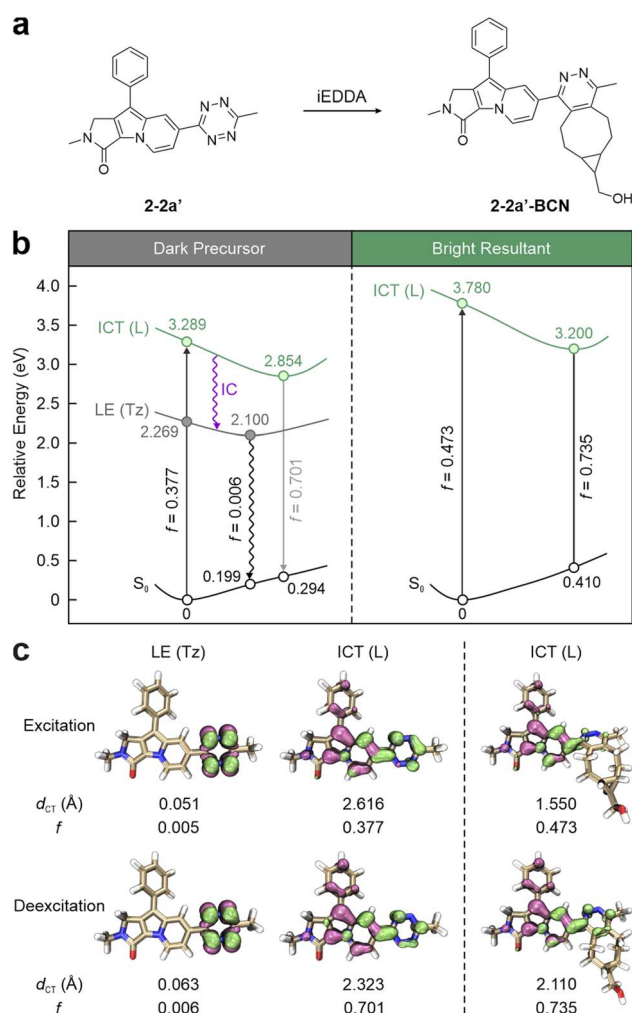 a
N
N
O
N
N
N
N
N
2-2a'
iEDDA
N
N
O
N
N
N
OH
2-2a'-BCN
b
Dark Precursor
Bright Resultant
Relative Energy (eV)
4.0
3.5
3.0
2.5
2.0
1.5
1.0
0.5
0
ICT (L)
3.289
2.854
IC
LE (Tz)
2.269
2.100
f = 0.377
f = 0.006
f = 0.701
S0
0
0.199
0.294
ICT (L)
3.780
3.200
f = 0.473
f = 0.735
0
0.410
c
LE (Tz) ICT (L) ICT (L)
Excitation
dCT (Å) 0.051 2.616 1.550
f 0.005 0.377 0.473
Deexcitation
dCT (Å) 0.063 2.323 2.110
f 0.006 0.701 0.735